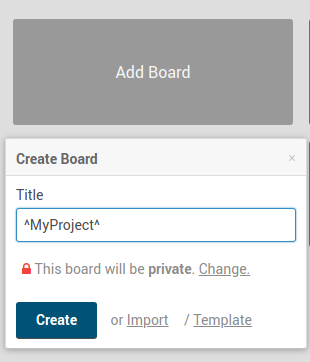 Add Board
Create Board ×
Title
^MyProject^
This board will be private. Change.
Create or Import / Template